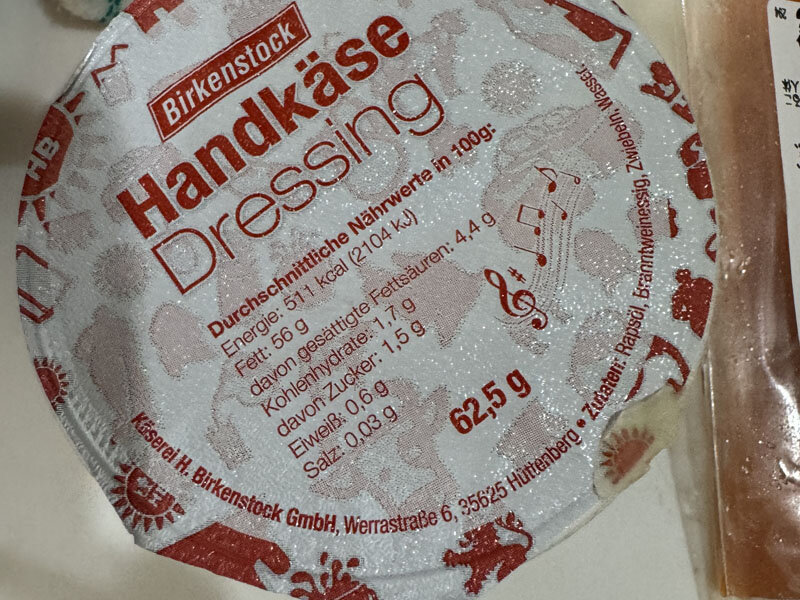 Birkenstock
Handkäse
Dressing
Durchschnittliche Nährwerte in 100g:
Energie: 511 kcal (2104 kJ)
Fett: 56 g
davon gesättigte Fettsäuren: 4,4 g
Kohlenhydrate: 1,7 g
davon Zucker: 1,5 g
Eiweiß: 0,6 g
Salz: 0,03 g
62,5 g
Käserei H. Birkenstock GmbH, Werrastraße 6, 35625 Hüttenberg • Zutaten: Rapsöl, Branntweinessig, Zwiebeln, Wasser.
HB